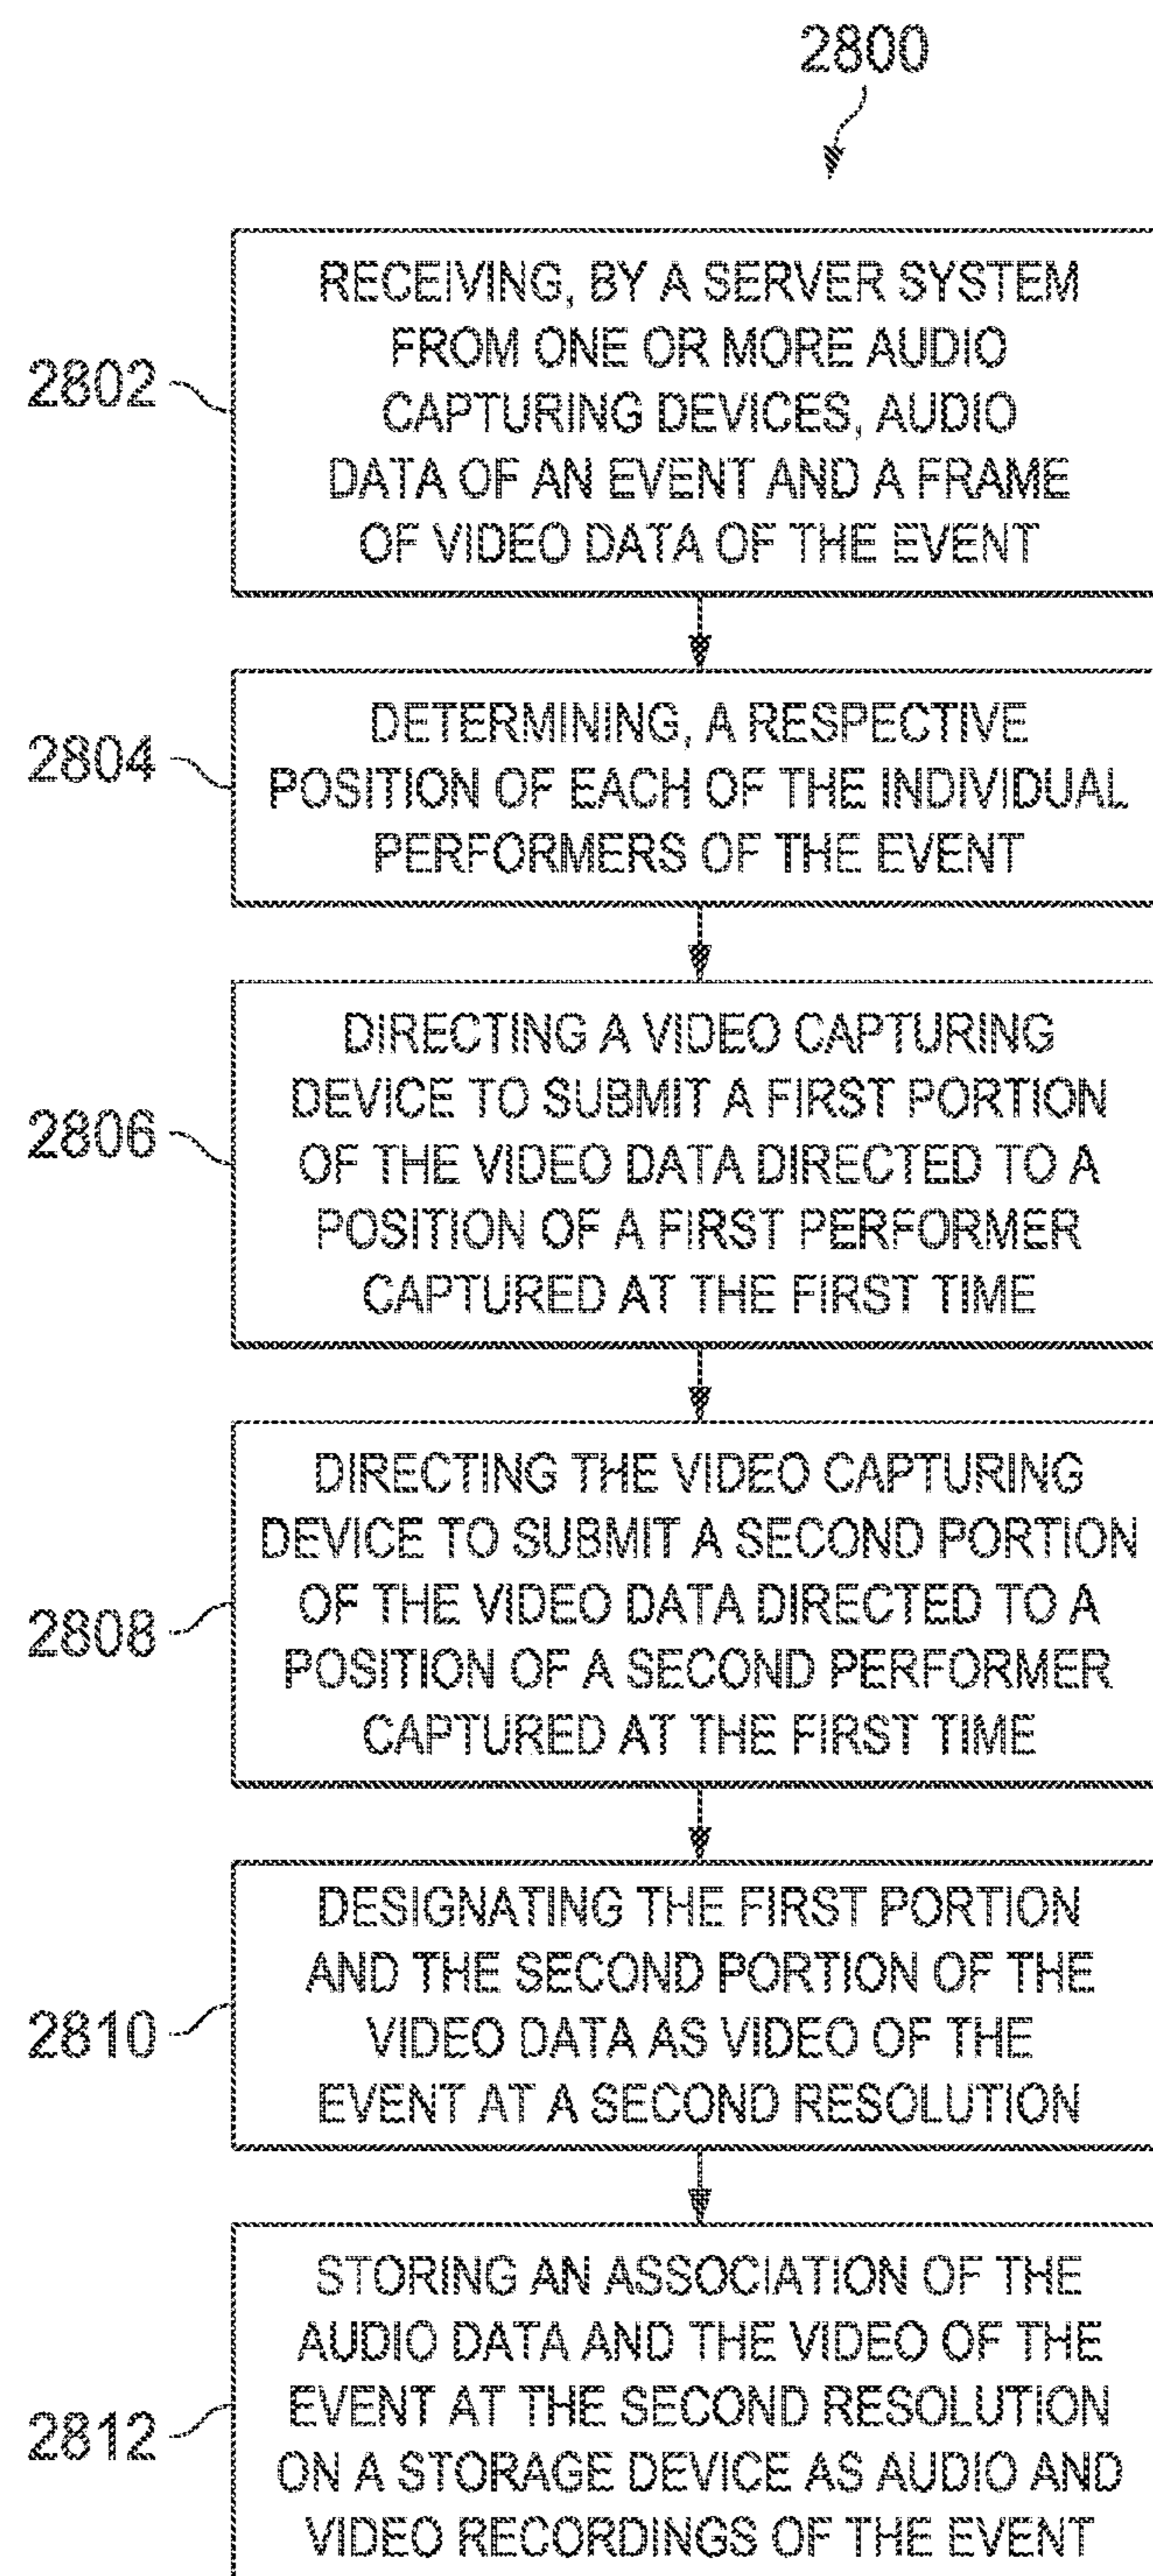 2800
2802
RECEIVING, BY A SERVER SYSTEM
FROM ONE OR MORE AUDIO
CAPTURING DEVICES, AUDIO
DATA OF AN EVENT AND A FRAME
OF VIDEO DATA OF THE EVENT
2804
DETERMINING, A RESPECTIVE
POSITION OF EACH OF THE INDIVIDUAL
PERFORMERS OF THE EVENT
2806
DIRECTING A VIDEO CAPTURING
DEVICE TO SUBMIT A FIRST PORTION
OF THE VIDEO DATA DIRECTED TO A
POSITION OF A FIRST PERFORMER
CAPTURED AT THE FIRST TIME
2808
DIRECTING THE VIDEO CAPTURING
DEVICE TO SUBMIT A SECOND PORTION
OF THE VIDEO DATA DIRECTED TO A
POSITION OF A SECOND PERFORMER
CAPTURED AT THE FIRST TIME
2810
DESIGNATING THE FIRST PORTION
AND THE SECOND PORTION OF THE
VIDEO DATA AS VIDEO OF THE
EVENT AT A SECOND RESOLUTION
2812
STORING AN ASSOCIATION OF THE
AUDIO DATA AND THE VIDEO OF THE
EVENT AT THE SECOND RESOLUTION
ON A STORAGE DEVICE AS AUDIO AND
VIDEO RECORDINGS OF THE EVENT